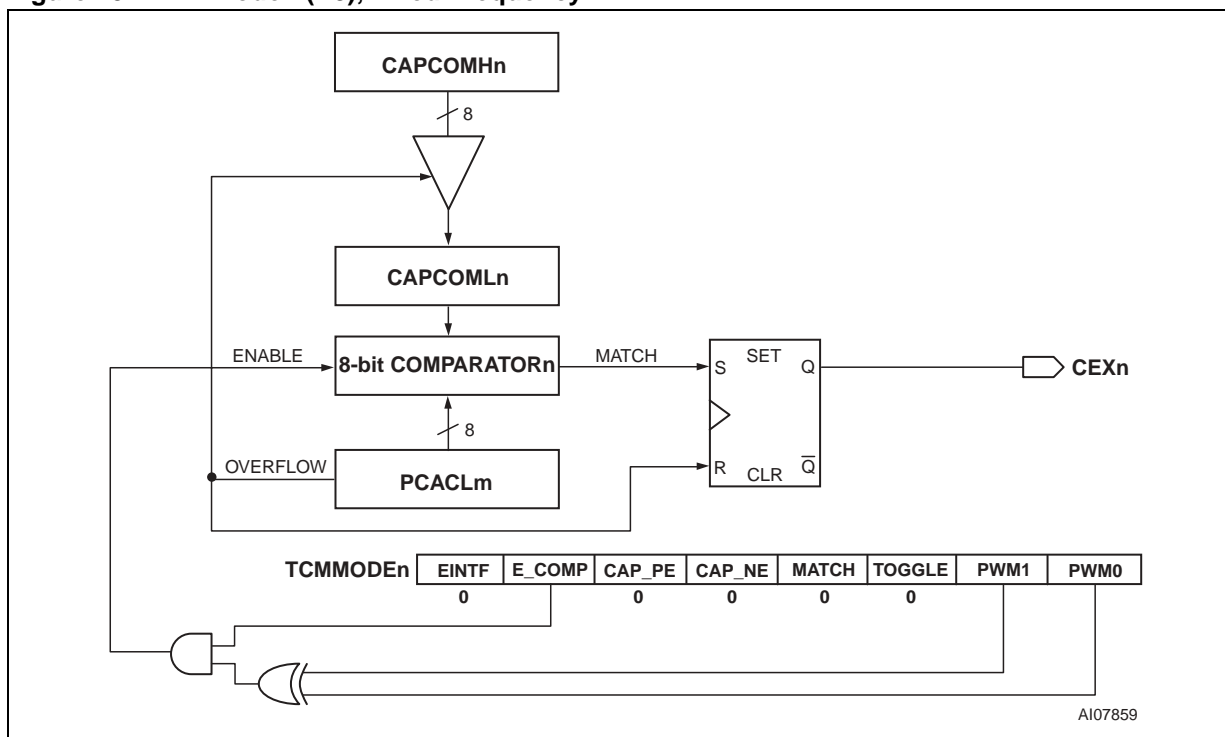 CAPCOMHn
8
CAPCOMLn
ENABLE
8-bit COMPARATORn
MATCH
S SET Q
CEXn
8
OVERFLOW
PCACLm
R CLR Q̅
TCMMODEn EINTF E_COMP CAP_PE CAP_NE MATCH TOGGLE PWM1 PWM0
0 0 0 0 0
AI07859